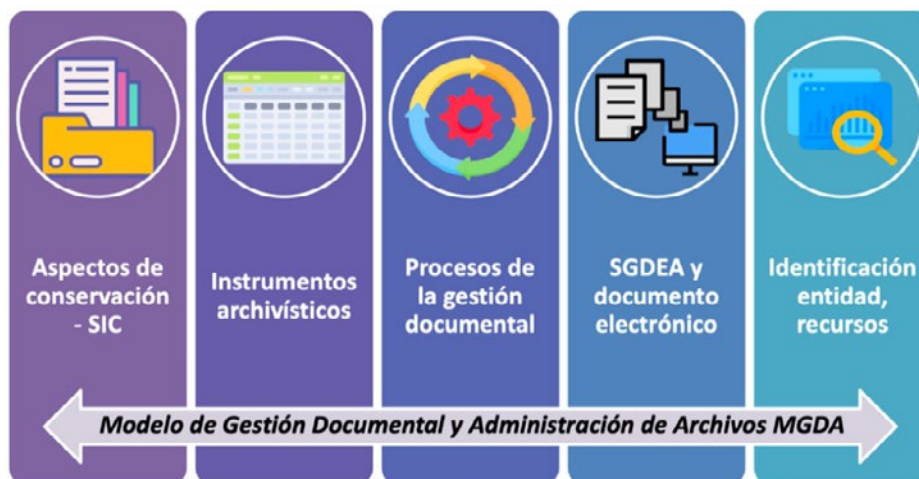 Aspectos de
conservación
- SIC
Instrumentos
archivísticos
Procesos de
la gestión
documental
SGDEA y
documento
electrónico
Identificación
entidad,
recursos
Modelo de Gestión Documental y Administración de Archivos MGDA